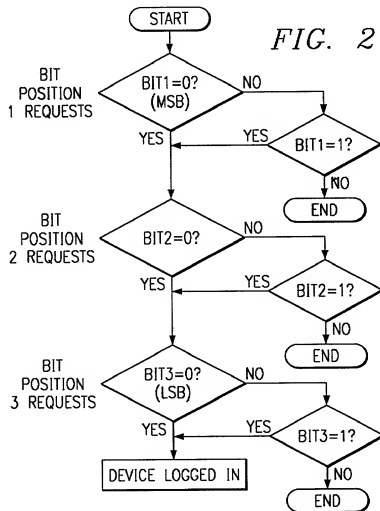 START
FIG. 2
BIT
POSITION
1 REQUESTS
BIT1=0?
(MSB)
NO
YES
YES
BIT1=1?
NO
END
BIT
POSITION
2 REQUESTS
BIT2=0?
NO
YES
YES
BIT2=1?
NO
END
BIT
POSITION
3 REQUESTS
BIT3=0?
(LSB)
NO
YES
YES
BIT3=1?
DEVICE LOGGED IN
NO
END